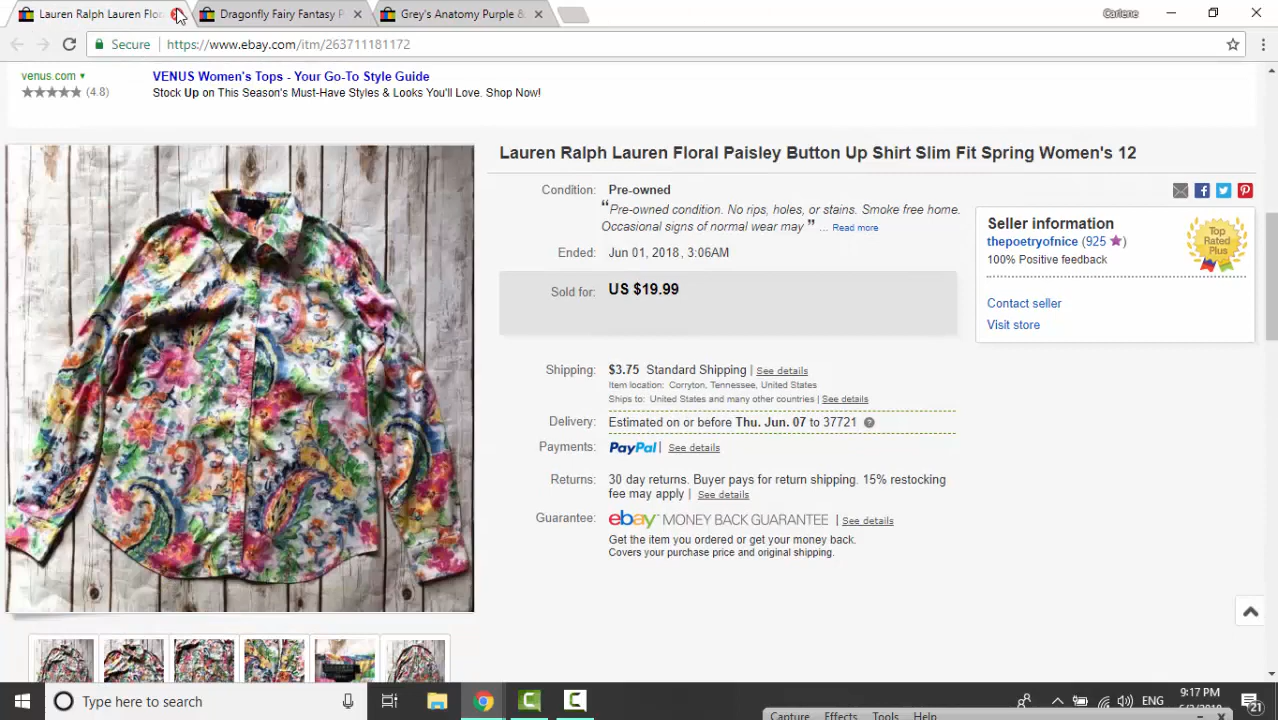 Lauren Ralph Lauren Flo
Dragonfly Fairy Fantasy P
Grey's Anatomy Purple &
Carlene
Secure
https://www.ebay.com/itm/263711181172
venus.com
VENUS Women's Tops - Your Go-To Style Guide
(4.8)
Stock Up on This Season's Must-Have Styles & Looks You'll Love. Shop Now!
Lauren Ralph Lauren Floral Paisley Button Up Shirt Slim Fit Spring Women's 12
Condition: Pre-owned
“Pre-owned condition. No rips, holes, or stains. Smoke free home.
Occasional signs of normal wear may ” ... Read more
Ended: Jun 01, 2018 , 3:06AM
Sold for: US $19.99
Seller information
thepoetryofnice (925 )
100% Positive feedback
Top
Rated
Plus
Contact seller
Visit store
Shipping: $3.75 Standard Shipping | See details
Item location: Corryton, Tennessee, United States
Ships to: United States and many other countries | See details
Delivery: Estimated on or before Thu. Jun. 07 to 37721
Payments: PayPal | See details
Returns: 30 day returns. Buyer pays for return shipping. 15% restocking
fee may apply | See details
Guarantee: ebay MONEY BACK GUARANTEE | See details
Get the item you ordered or get your money back.
Covers your purchase price and original shipping.
Type here to search
ENG
9:17 PM
21
Capture Effects Tools Help